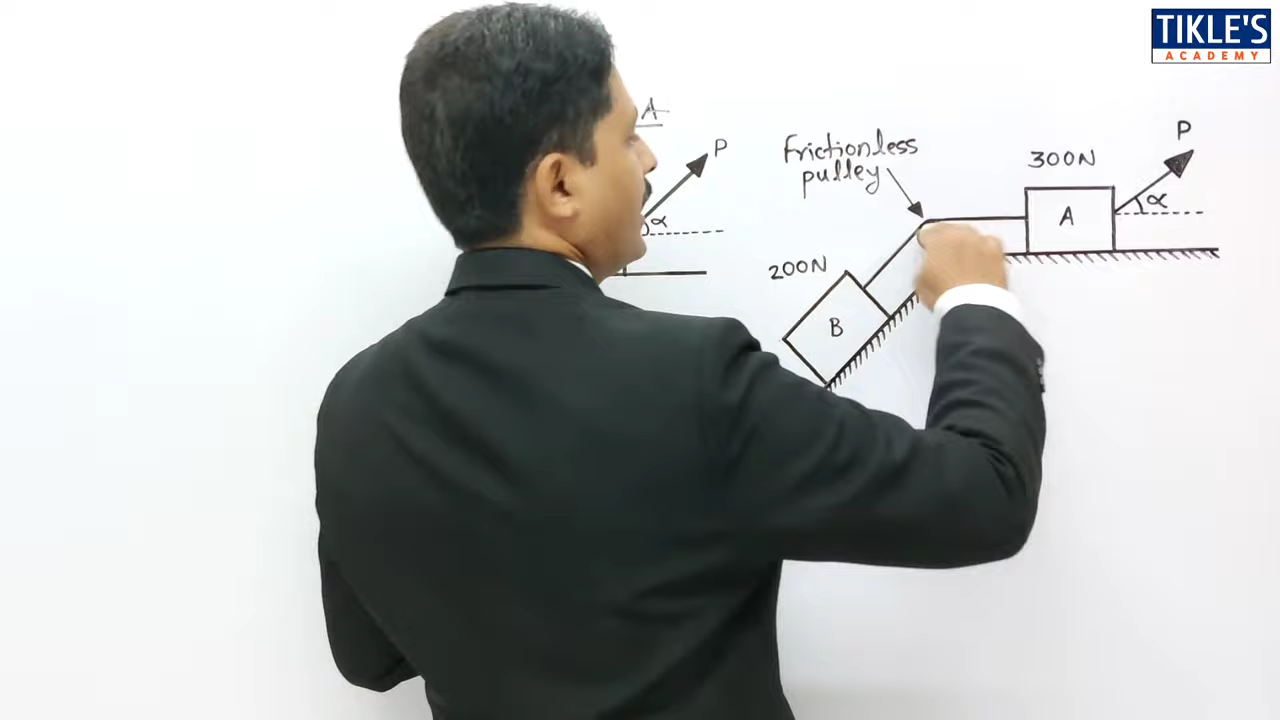 TIKLE'S
ACADEMY
A
P
α
Frictionless
pulley
300N
P
α
A
200N
B